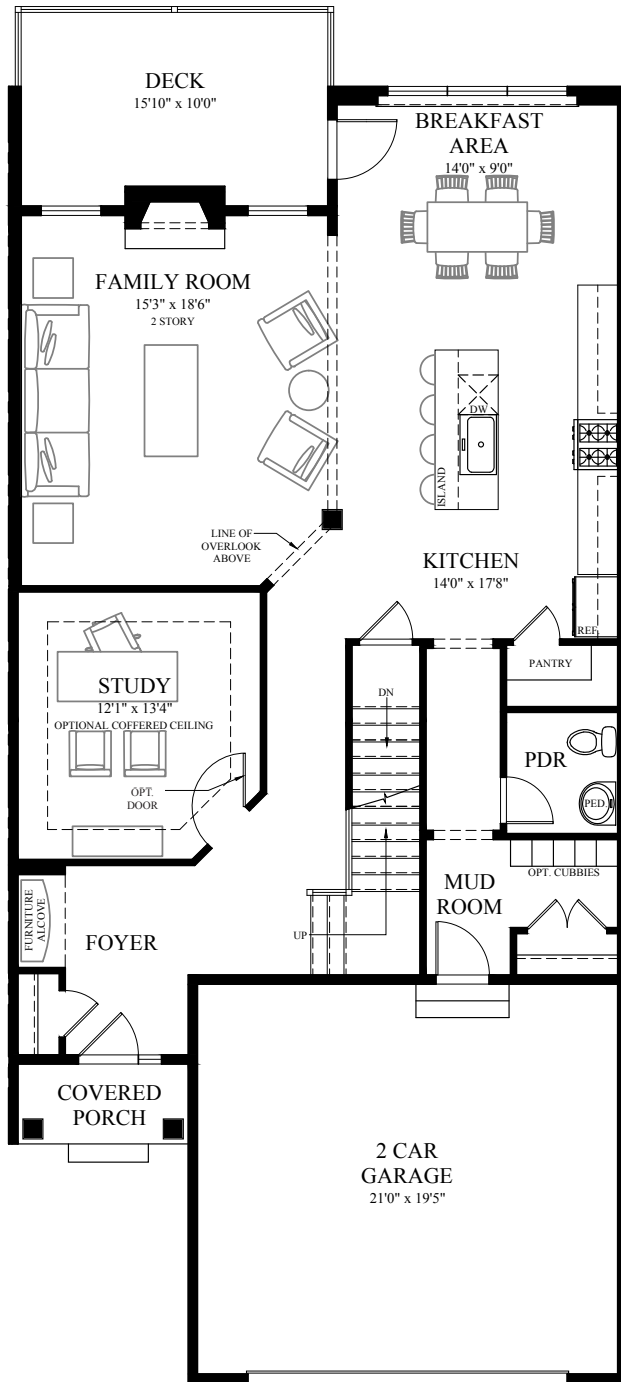 DECK
15'10" x 10'0"
BREAKFAST
AREA
14'0" x 9'0"
FAMILY ROOM
15'3" x 18'6"
2 STORY
DW
ISLAND
LINE OF
OVERLOOK
ABOVE
KITCHEN
14'0" x 17'8"
REF.
PANTRY
STUDY
12'1" x 13'4"
OPTIONAL COFFERED CEILING
OPT.
DOOR
DN
PDR
PED.
UP
MUD
ROOM
OPT. CUBBIES
FURNITURE
ALCOVE
FOYER
COVERED
PORCH
2 CAR
GARAGE
21'0" x 19'5"